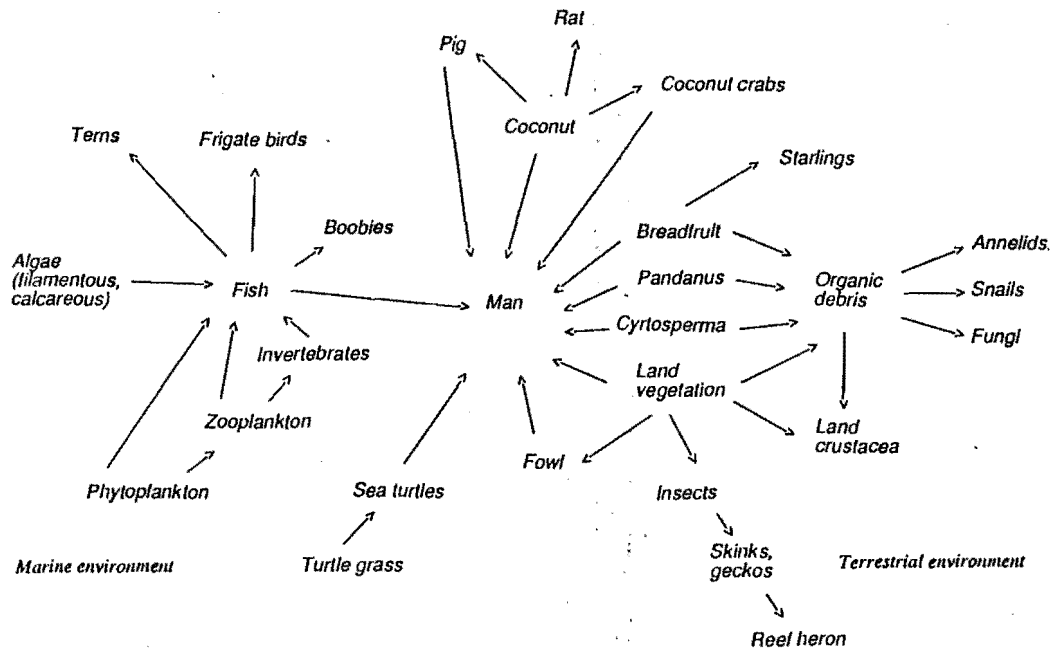 Rat
Pig
Coconut crabs
Coconut
Terns
Frigate birds
Starlings
Boobies
Breadfruit
Annelids.
Algae
(filamentous,
calcareous)
Fish
Man
Pandanus
Organic
debris
Snails
Cyrtosperma
Fungl
Invertebrates
Land
vegetation
Zooplankton
Land
crustacea
Fowl
Phytoplankton
Sea turtles
Insects
Marine environment
Turtle grass
Skinks,
geckos
Terrestrial environment
Reel heron